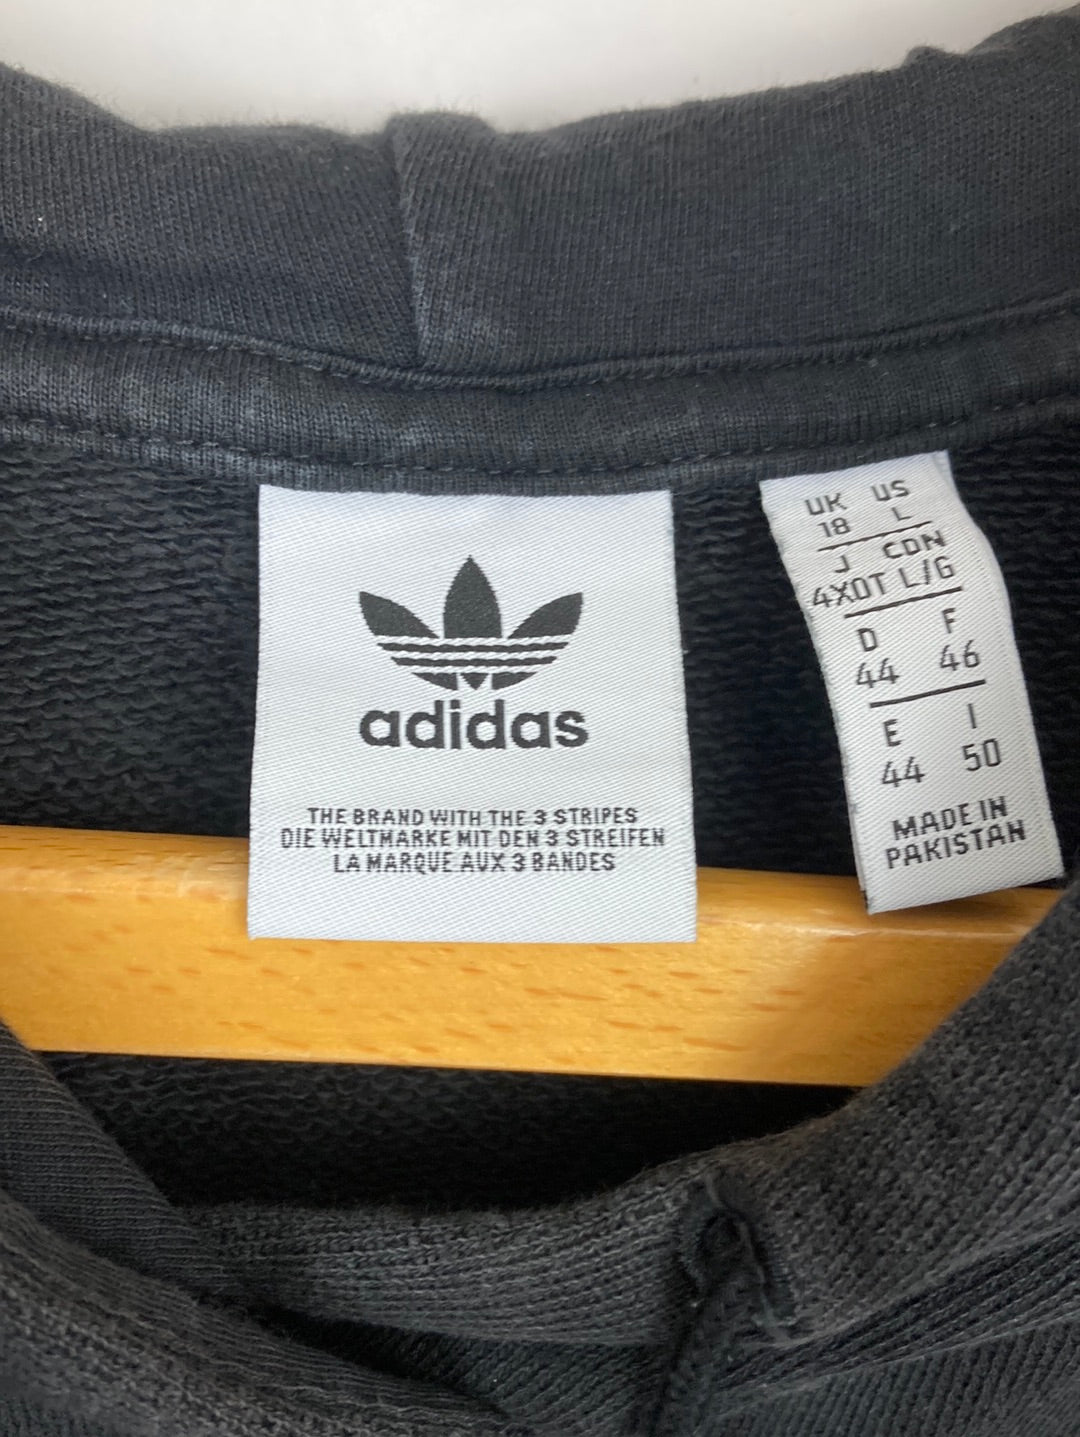 adidas
THE BRAND WITH THE 3 STRIPES
DIE WELTMARKE MIT DEN 3 STREIFEN
LA MARQUE AUX 3 BANDES
UK US
18 L
J CDN
4XOT L/G
D F
44 46
E I
44 50
MADE IN
PAKISTAN